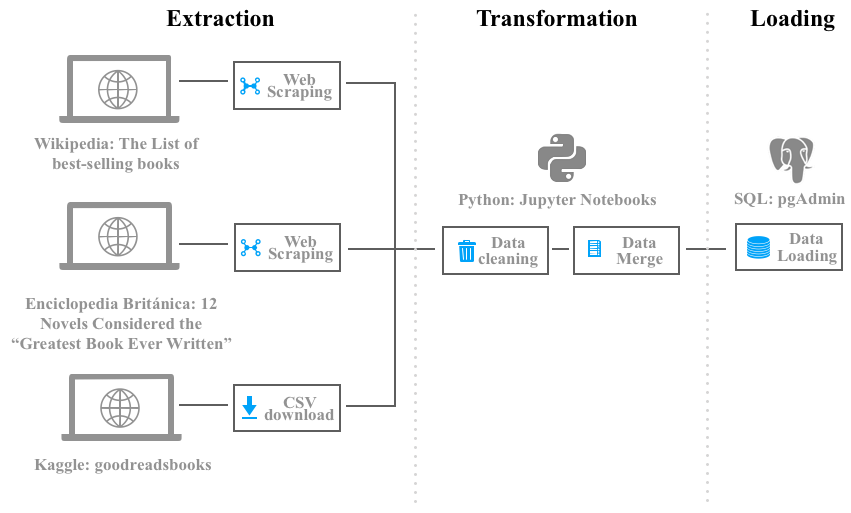 Extraction
Transformation
Loading
Web
Scraping
Wikipedia: The List of
best-selling books
Python: Jupyter Notebooks
SQL: pgAdmin
Web
Scraping
Data
cleaning
Data
Merge
Data
Loading
Enciclopedia Británica: 12
Novels Considered the
“Greatest Book Ever Written”
CSV
download
Kaggle: goodreadsbooks